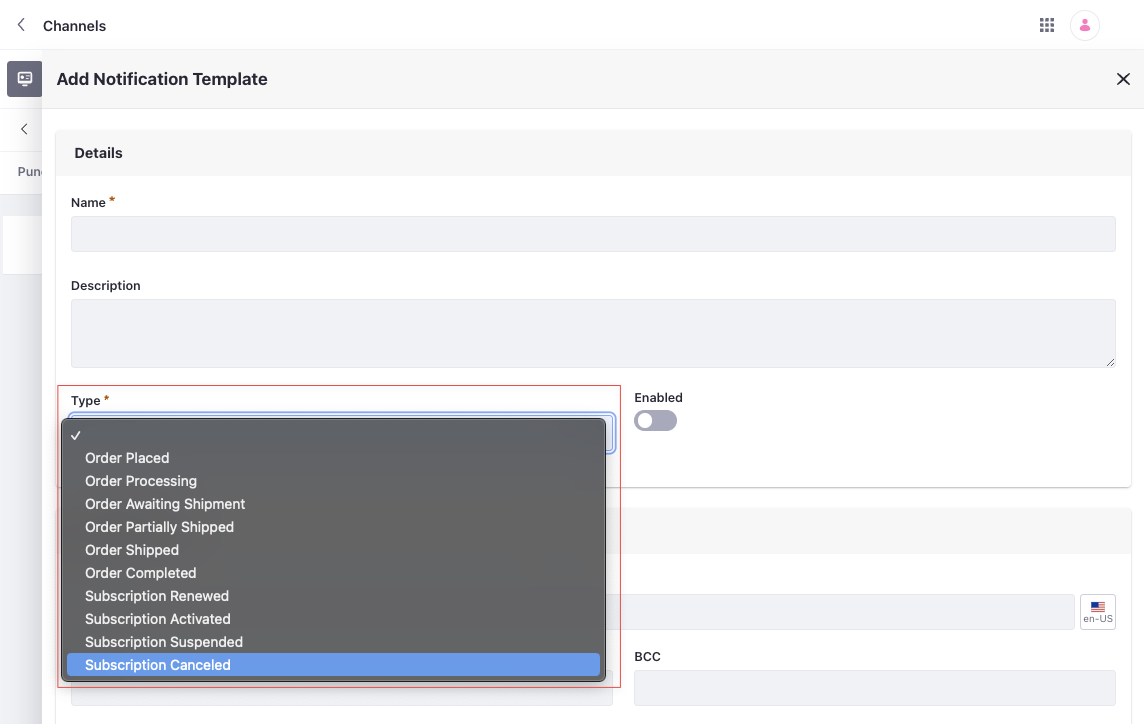 Channels
Add Notification Template
Pun
Details
Name *
Description
Type *
Enabled
Order Placed
Order Processing
Order Awaiting Shipment
Order Partially Shipped
Order Shipped
Order Completed
Subscription Renewed
Subscription Activated
Subscription Suspended
Subscription Canceled
en-US
BCC